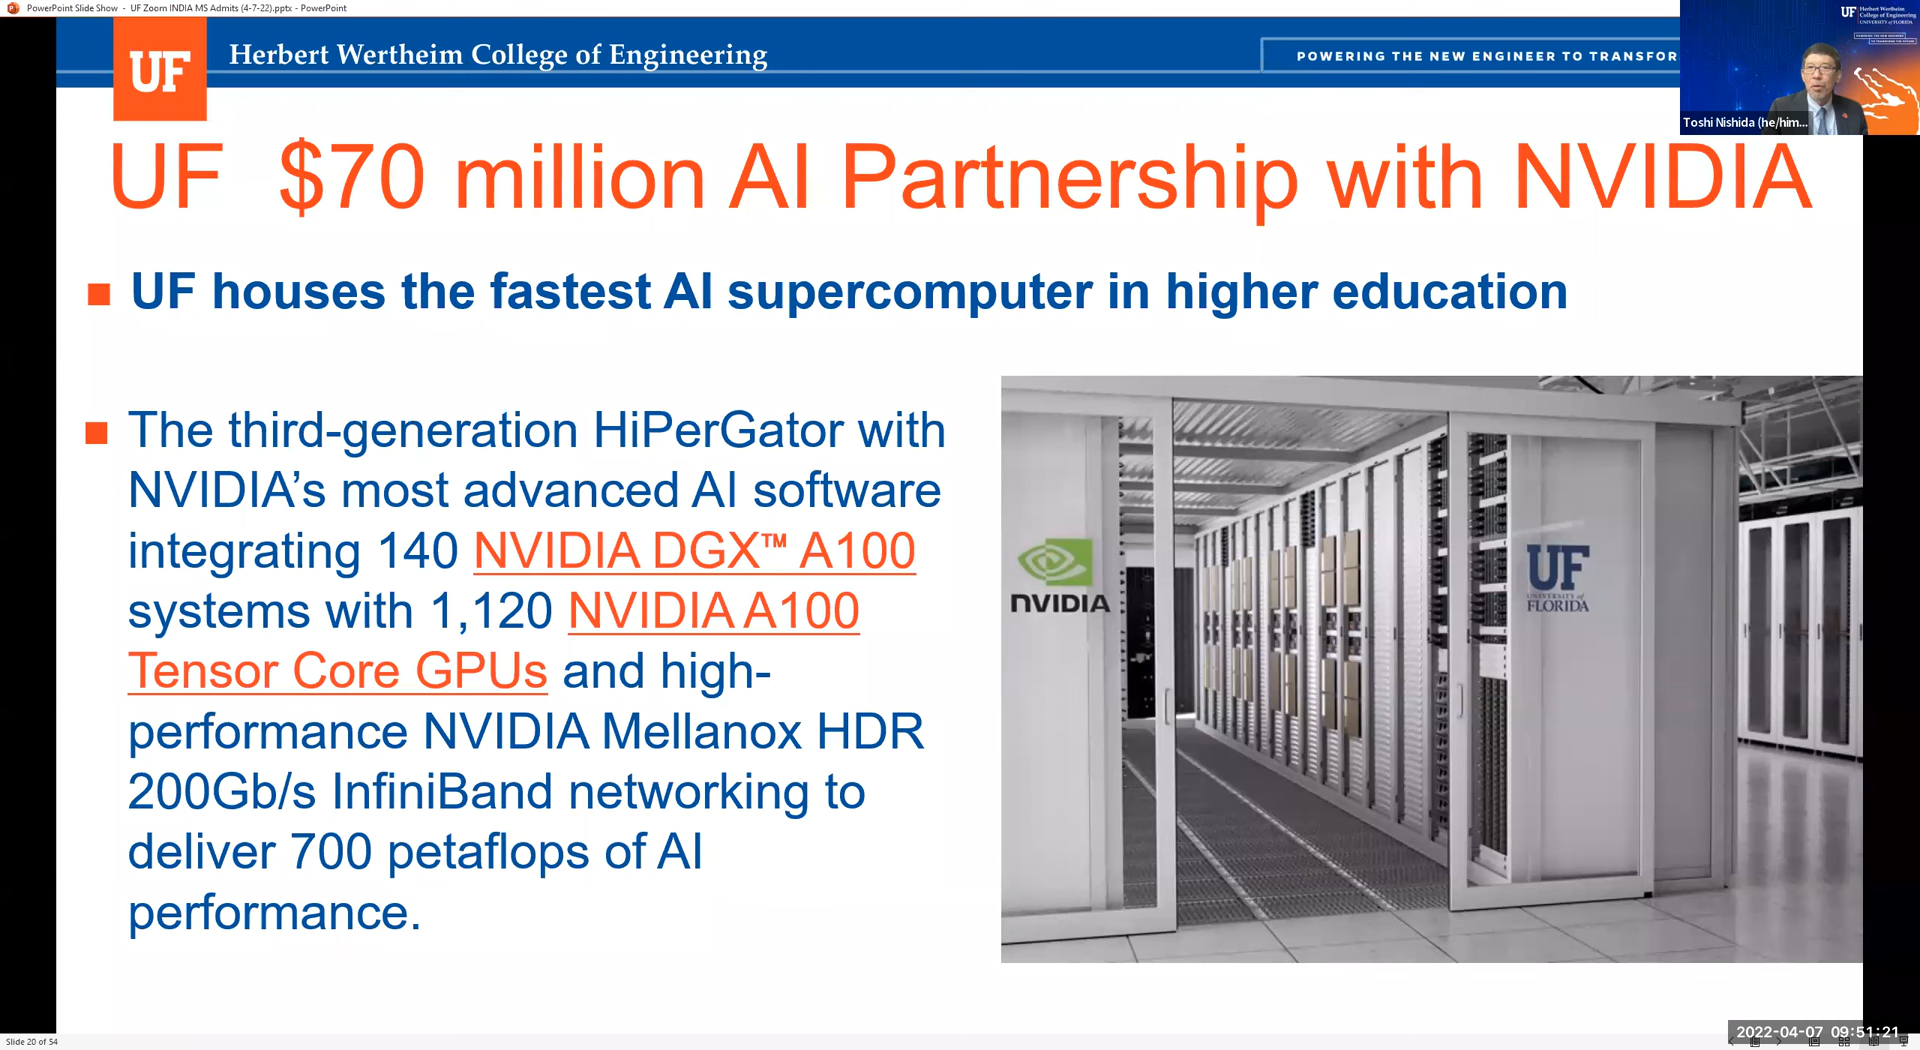 PowerPoint Slide Show - UF Zoom INDIA MS Admits (4-7-22).pptx - PowerPoint
UF
Herbert Wertheim College of Engineering
POWERING THE NEW ENGINEER TO TRANSFOR
UF
Herbert Wertheim
College of Engineering
UNIVERSITY of FLORIDA
Toshi Nishida (he/him...
UF $70 million AI Partnership with NVIDIA
UF houses the fastest AI supercomputer in higher education
The third-generation HiPerGator with
NVIDIA’s most advanced AI software
integrating 140 NVIDIA DGX™ A100
systems with 1,120 NVIDIA A100
Tensor Core GPUs and high-
performance NVIDIA Mellanox HDR
200Gb/s InfiniBand networking to
deliver 700 petaflops of AI
performance.
NVIDIA
UF
UNIVERSITY of
FLORIDA
Slide 20 of 54
2022-04-07 09:51:21